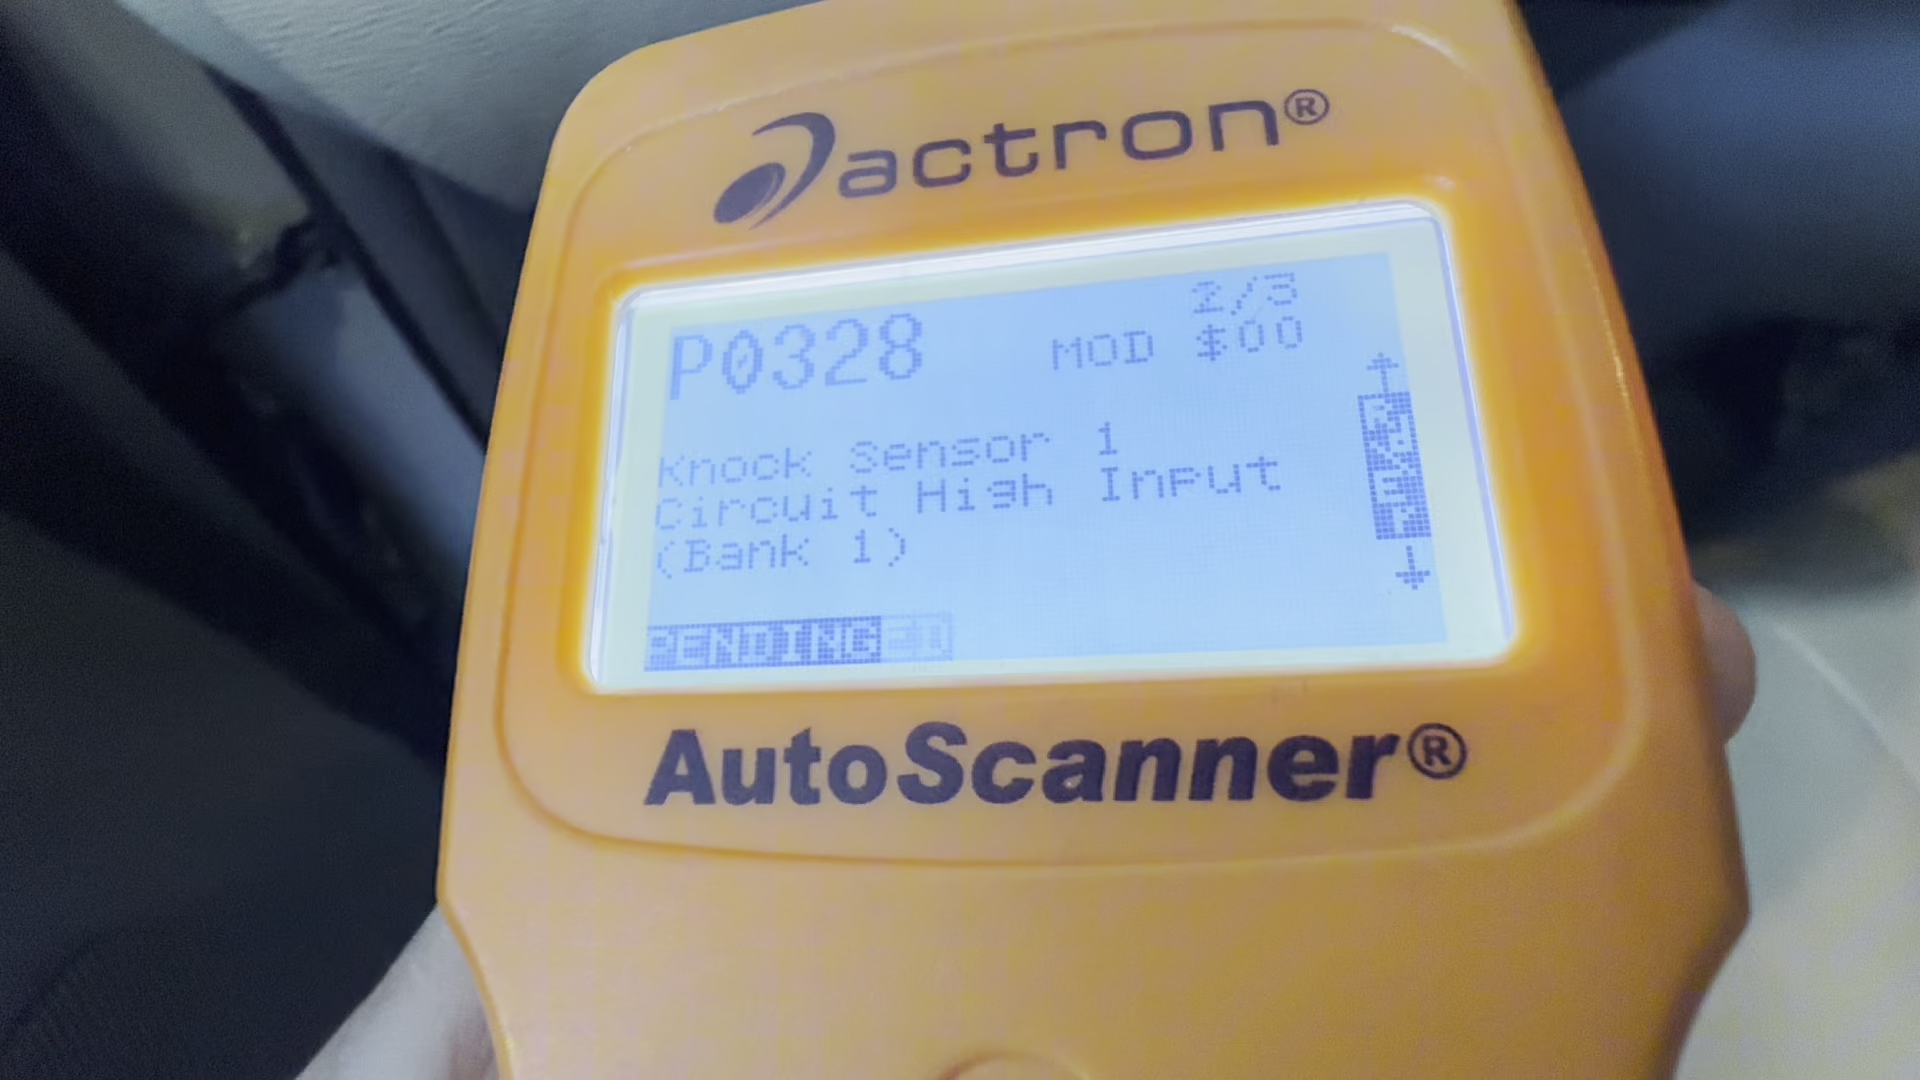 actron®
2/3
P0328 MOD $00
Knock Sensor 1
Circuit High Input
(Bank 1)
PENDING
AutoScanner®